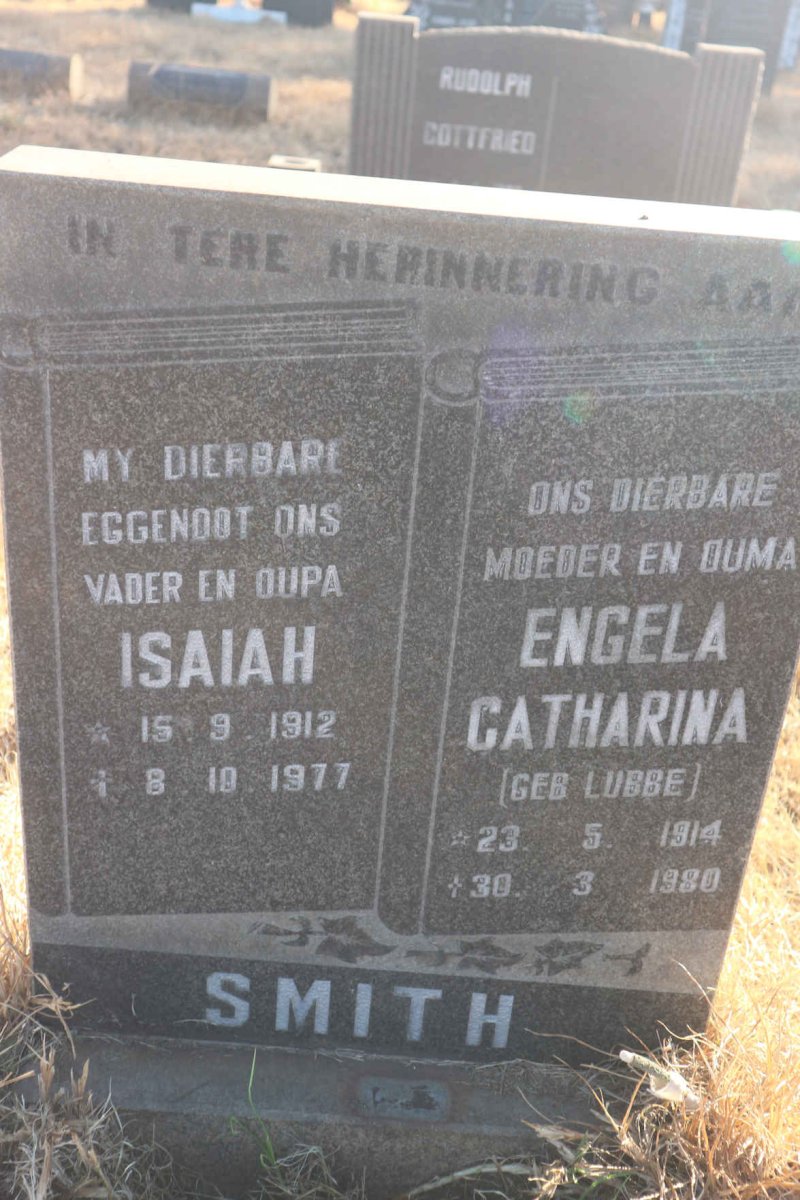 RUDOLPH
GOTTFRIED
IN TERE HERINNERING AAN
MY DIERBARE
EGGENOOT ONS
VADER EN OUPA
ISAIAH
* 15. 9. 1912
† 8. 10. 1977
ONS DIERBARE
MOEDER EN OUMA
ENGELA
CATHARINA
(GEB LUBBE)
* 23. 5. 1914
† 30. 3 1980
SMITH